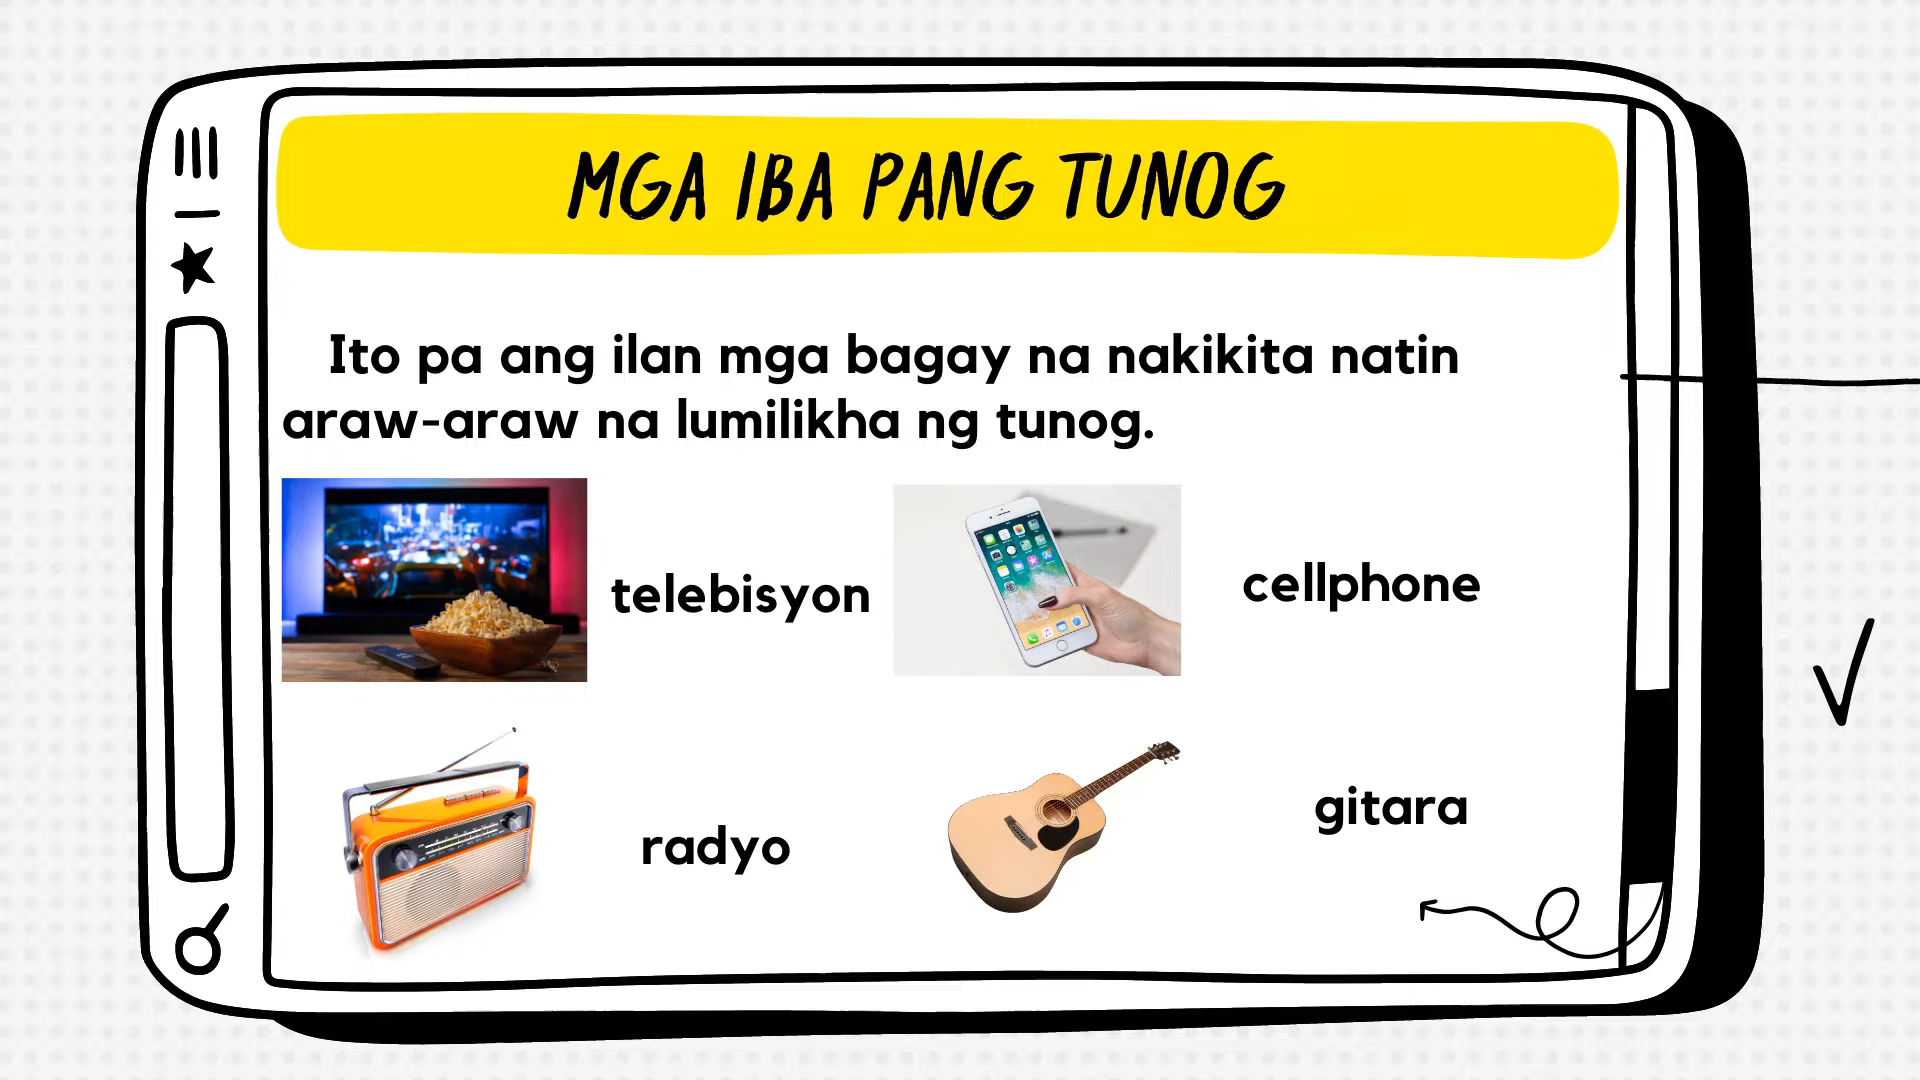 MGA IBA PANG TUNOG
Ito pa ang ilan mga bagay na nakikita natin
araw-araw na lumilikha ng tunog.
telebisyon
cellphone
radyo
gitara